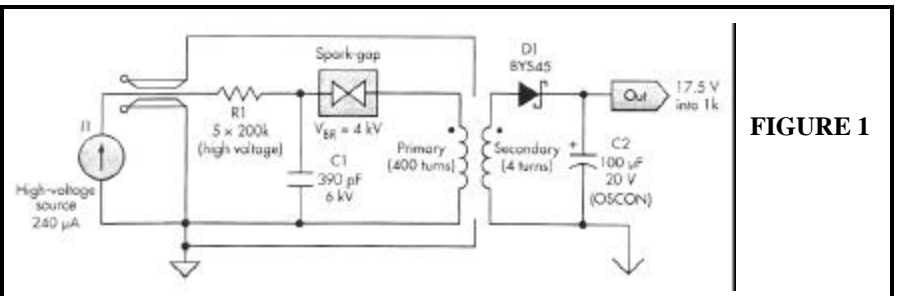 Spark-gap
D1
BYS45
Out
17.5 V
into 1k
R1
5 × 200k
(high voltage)
V_BR = 4 kV
I1
Primary
(400 turns)
Secondary
(4 turns)
+
C2
100 µF
20 V
(OSCON)
C1
390 pF
6 kV
High-voltage
source
240 µA
FIGURE 1